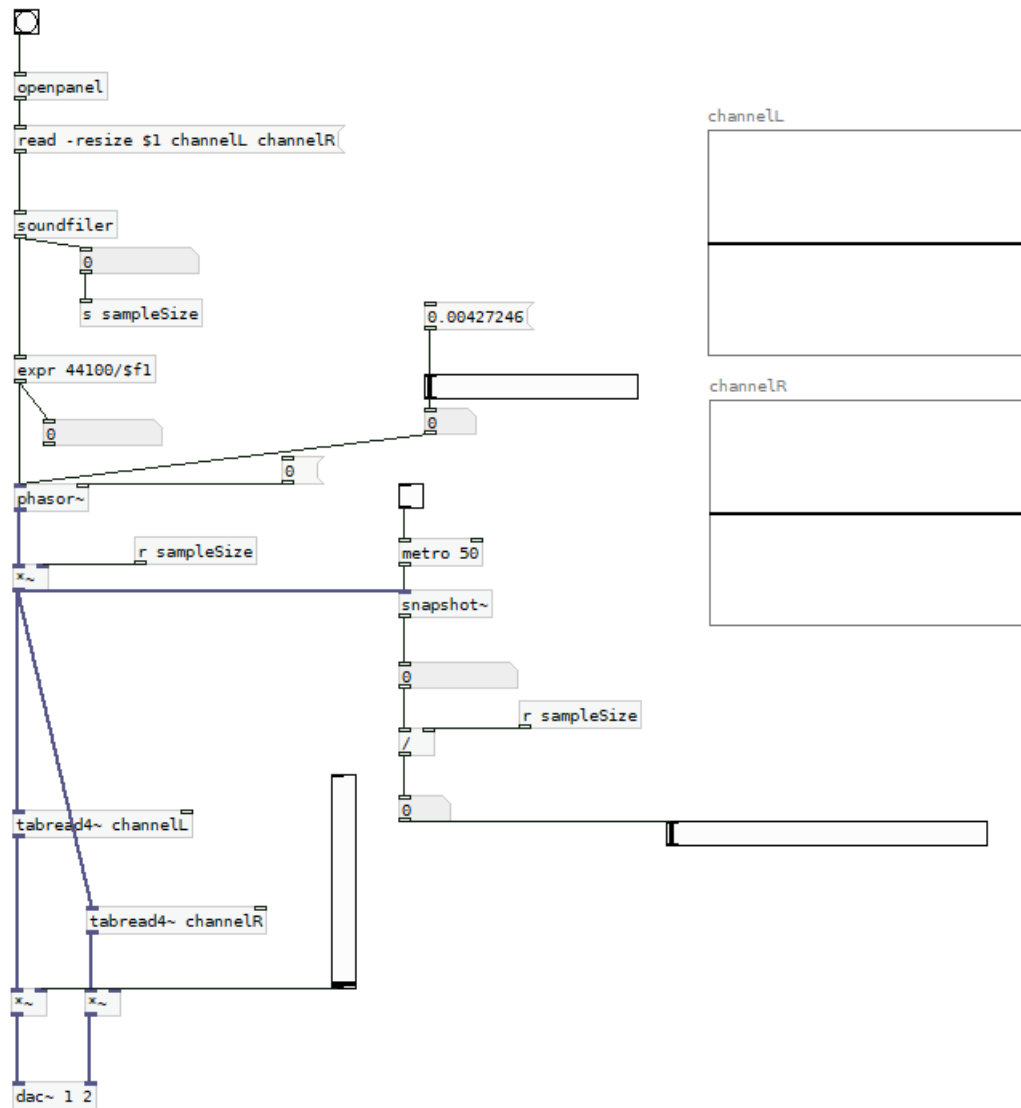 openpanel
channelL
read -resize $1 channelL channelR
soundfiler
0
s sampleSize
0.00427246
expr 44100/$f1
channelR
0
0
0
phasor~
r sampleSize
metro 50
*~
snapshot~
0
r sampleSize
/
0
tabread4~ channelL
tabread4~ channelR
*~
*~
dac~ 1 2